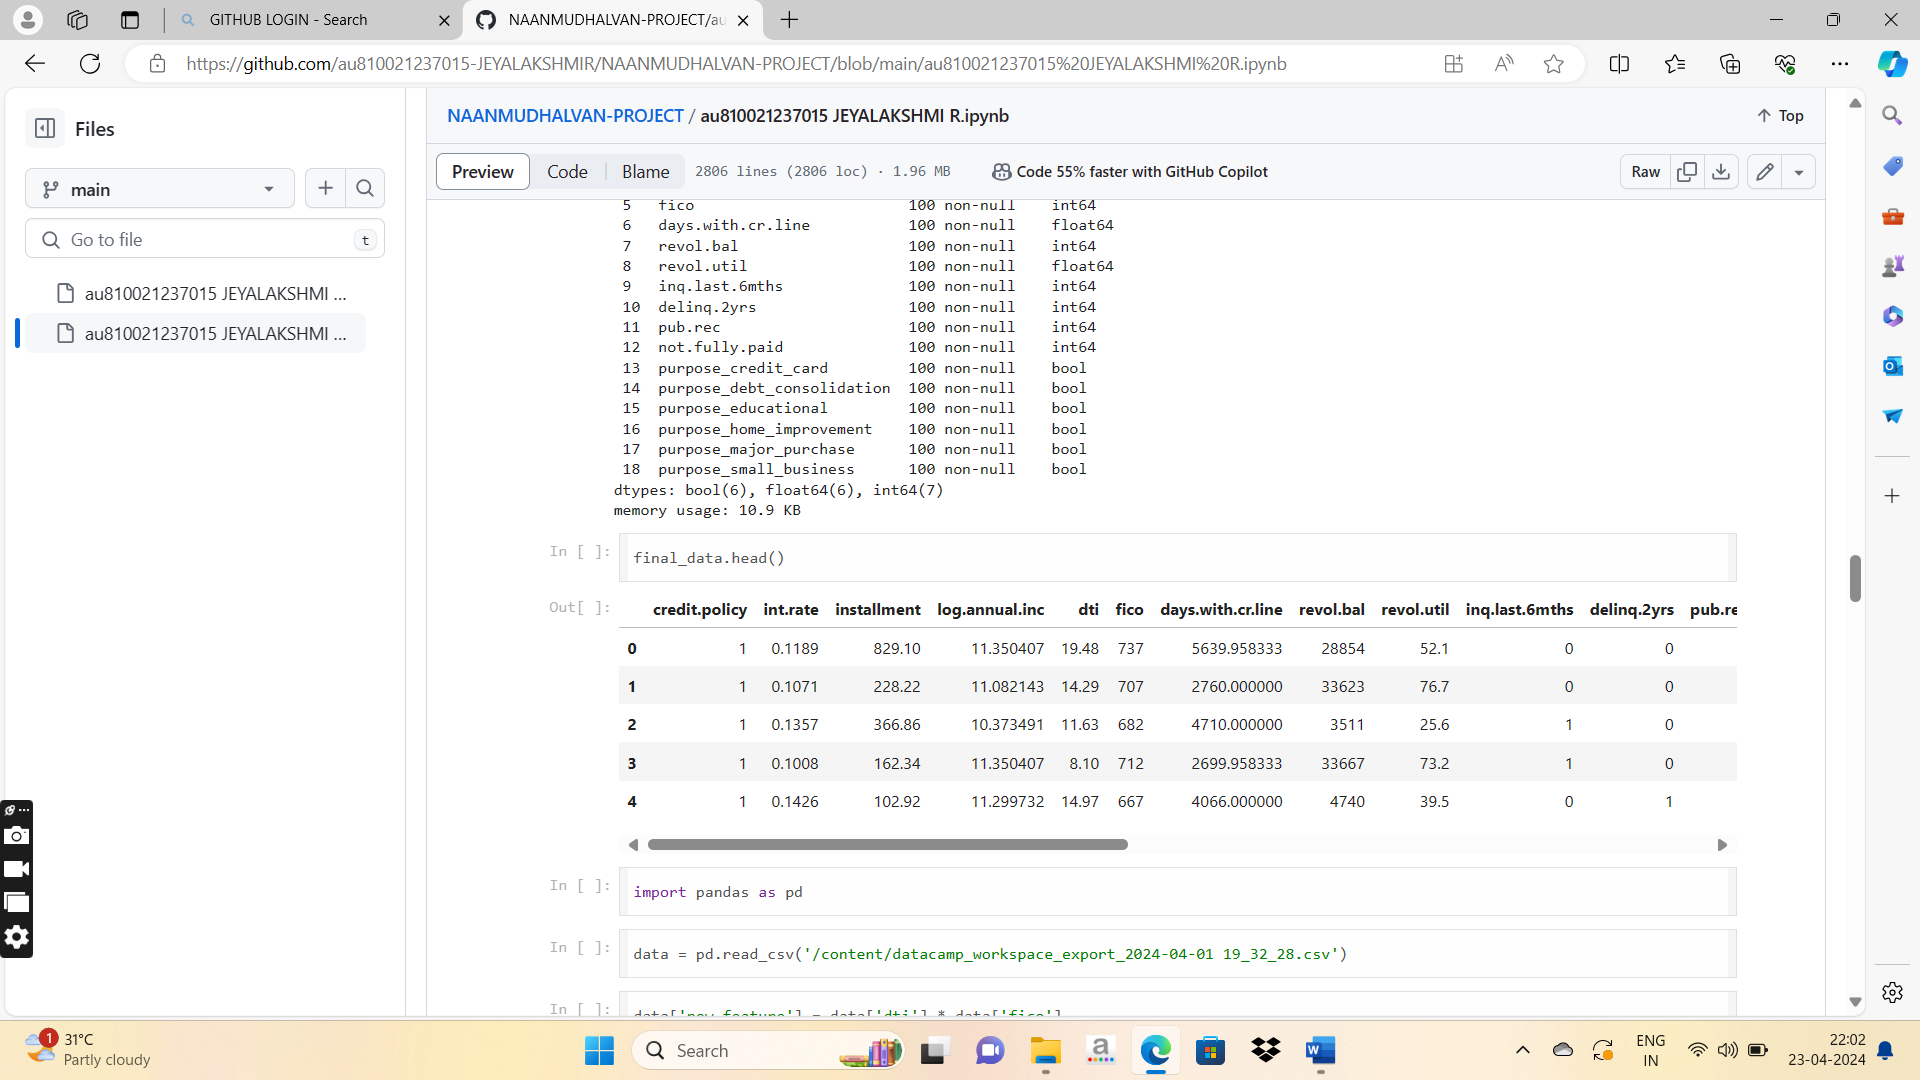 GITHUB LOGIN - Search
NAANMUDHALVAN-PROJECT/au
https://github.com/au810021237015-JEYALAKSHMIR/NAANMUDHALVAN-PROJECT/blob/main/au810021237015%20JEYALAKSHMI%20R.ipynb
Files
main
Go to file
t
au810021237015 JEYALAKSHMI ...
au810021237015 JEYALAKSHMI ...
NAANMUDHALVAN-PROJECT / au810021237015 JEYALAKSHMI R.ipynb
Top
Preview Code Blame 2806 lines (2806 loc) · 1.96 MB Code 55% faster with GitHub Copilot Raw
5 fico 100 non-null int64
6 days.with.cr.line 100 non-null float64
7 revol.bal 100 non-null int64
8 revol.util 100 non-null float64
9 inq.last.6mths 100 non-null int64
10 delinq.2yrs 100 non-null int64
11 pub.rec 100 non-null int64
12 not.fully.paid 100 non-null int64
13 purpose_credit_card 100 non-null bool
14 purpose_debt_consolidation 100 non-null bool
15 purpose_educational 100 non-null bool
16 purpose_home_improvement 100 non-null bool
17 purpose_major_purchase 100 non-null bool
18 purpose_small_business 100 non-null bool
dtypes: bool(6), float64(6), int64(7)
memory usage: 10.9 KB
In [ ]: final_data.head()
Out[ ]: credit.policy int.rate installment log.annual.inc dti fico days.with.cr.line revol.bal revol.util inq.last.6mths delinq.2yrs pub.re
0 1 0.1189 829.10 11.350407 19.48 737 5639.958333 28854 52.1 0 0
1 1 0.1071 228.22 11.082143 14.29 707 2760.000000 33623 76.7 0 0
2 1 0.1357 366.86 10.373491 11.63 682 4710.000000 3511 25.6 1 0
3 1 0.1008 162.34 11.350407 8.10 712 2699.958333 33667 73.2 1 0
4 1 0.1426 102.92 11.299732 14.97 667 4066.000000 4740 39.5 0 1
In [ ]: import pandas as pd
In [ ]: data = pd.read_csv('/content/datacamp_workspace_export_2024-04-01 19_32_28.csv')
In [ ]: data['new_feature'] = data['dti'] * data['fico']
1
31°C
Partly cloudy
Search
ENG
IN
22:02
23-04-2024